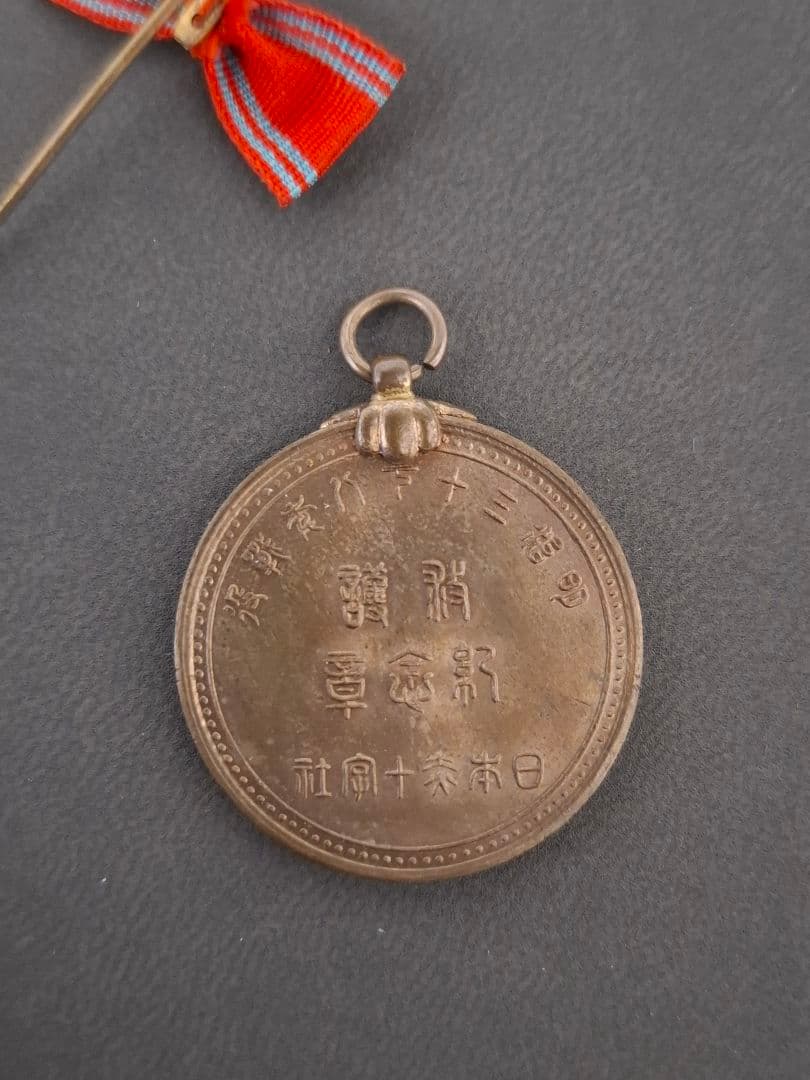 明治三十七八年戰役
救護
紀念章
日本赤十字社